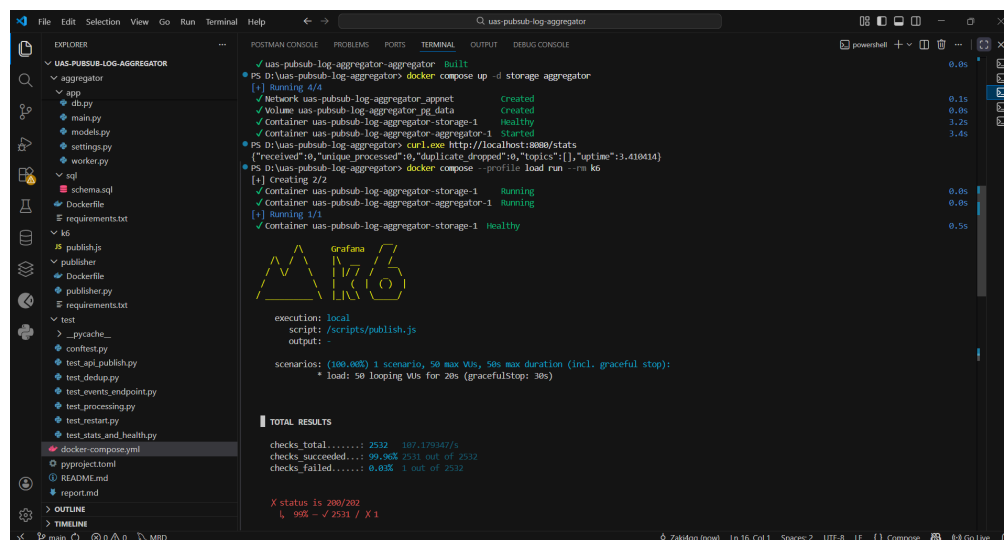 File Edit Selection View Go Run Terminal Help
uas-pubsub-log-aggregator
EXPLORER
UAS-PUBSUB-LOG-AGGREGATOR
aggregator
app
db.py
main.py
models.py
settings.py
worker.py
sql
schema.sql
Dockerfile
requirements.txt
k6
JS publish.js
publisher
Dockerfile
publisher.py
requirements.txt
test
__pycache__
conftest.py
test_api_publish.py
test_dedup.py
test_events_endpoint.py
test_processing.py
test_restart.py
test_stats_and_health.py
docker-compose.yml
pyproject.toml
README.md
report.md
OUTLINE
TIMELINE
POSTMAN CONSOLE PROBLEMS PORTS TERMINAL OUTPUT DEBUG CONSOLE
powershell
✓ uas-pubsub-log-aggregator-aggregator Built 0.0s
PS D:\uas-pubsub-log-aggregator> docker compose up -d storage aggregator
[+] Running 4/4
✓ Network uas-pubsub-log-aggregator_appnet Created 0.1s
✓ Volume uas-pubsub-log-aggregator_pg_data Created 0.0s
✓ Container uas-pubsub-log-aggregator-storage-1 Healthy 3.2s
✓ Container uas-pubsub-log-aggregator-aggregator-1 Started 3.4s
PS D:\uas-pubsub-log-aggregator> curl.exe http://localhost:8080/stats
{"received":0,"unique_processed":0,"duplicate_dropped":0,"topics":[],"uptime":3.410414}
PS D:\uas-pubsub-log-aggregator> docker compose --profile load run --rm k6
[+] Creating 2/2
✓ Container uas-pubsub-log-aggregator-storage-1 Running 0.0s
✓ Container uas-pubsub-log-aggregator-aggregator-1 Running 0.0s
[+] Running 1/1
✓ Container uas-pubsub-log-aggregator-storage-1 Healthy 0.5s
Grafana
execution: local
script: /scripts/publish.js
output: -
scenarios: (100.00%) 1 scenario, 50 max VUs, 50s max duration (incl. graceful stop):
* load: 50 looping VUs for 20s (gracefulStop: 30s)
TOTAL RESULTS
checks_total.......: 2532 107.179347/s
checks_succeeded...: 99.96% 2531 out of 2532
checks_failed......: 0.03% 1 out of 2532
✗ status is 200/202
↳ 99% — ✓ 2531 / ✗ 1
main 0 0 0 MBD
Zaki4gg (now) Ln 16, Col 1 Spaces: 2 UTF-8 LF {} Compose Go Live